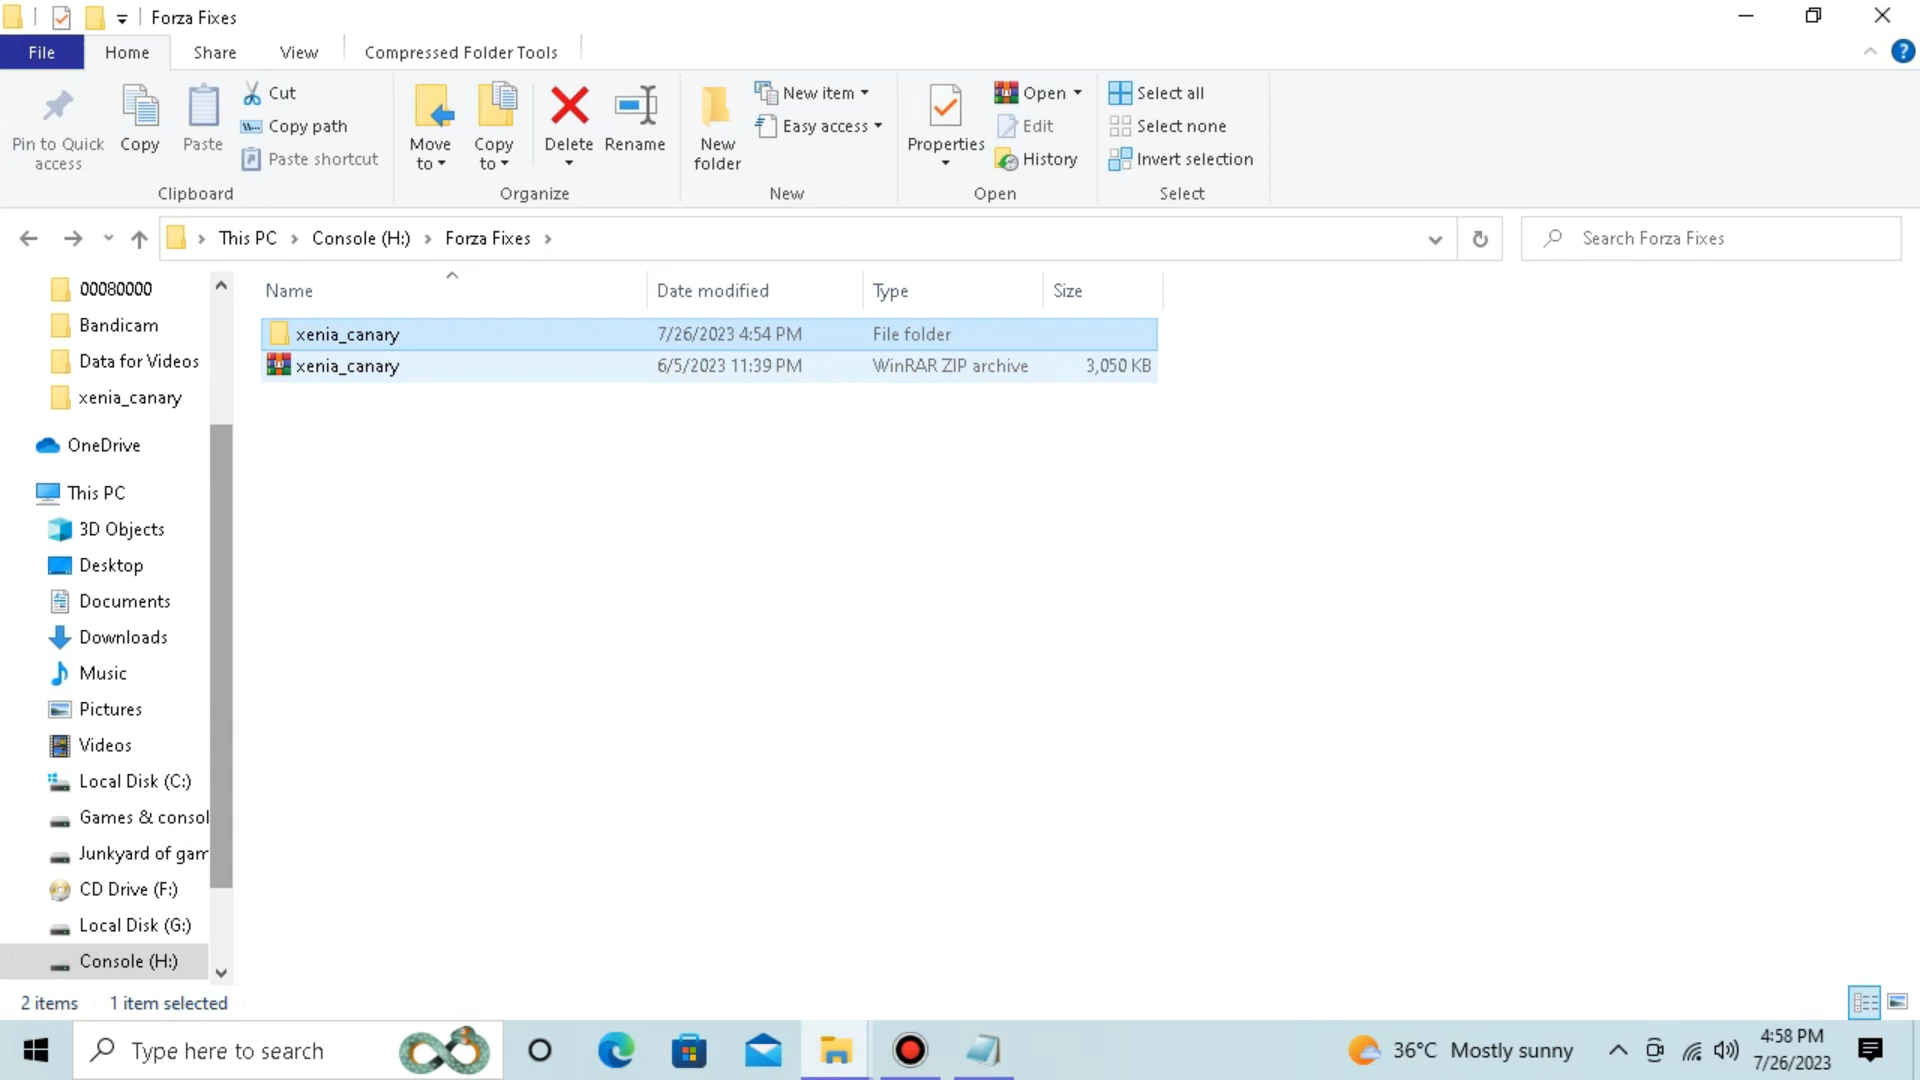 Forza Fixes
File
Home
Share
View
Compressed Folder Tools
Pin to Quick access
Copy
Paste
Cut
Copy path
Paste shortcut
Clipboard
Move to
Copy to
Delete
Rename
Organize
New folder
New item
Easy access
New
Properties
Open
Edit
History
Open
Select all
Select none
Invert selection
Select
This PC
Console (H:)
Forza Fixes
Search Forza Fixes
00080000
Bandicam
Data for Videos
xenia_canary
OneDrive
This PC
3D Objects
Desktop
Documents
Downloads
Music
Pictures
Videos
Local Disk (C:)
Games & consol
Junkyard of gam
CD Drive (F:)
Local Disk (G:)
Console (H:)
Name Date modified Type Size
xenia_canary 7/26/2023 4:54 PM File folder
xenia_canary 6/5/2023 11:39 PM WinRAR ZIP archive 3,050 KB
2 items 1 item selected
Type here to search
36°C Mostly sunny
4:58 PM
7/26/2023